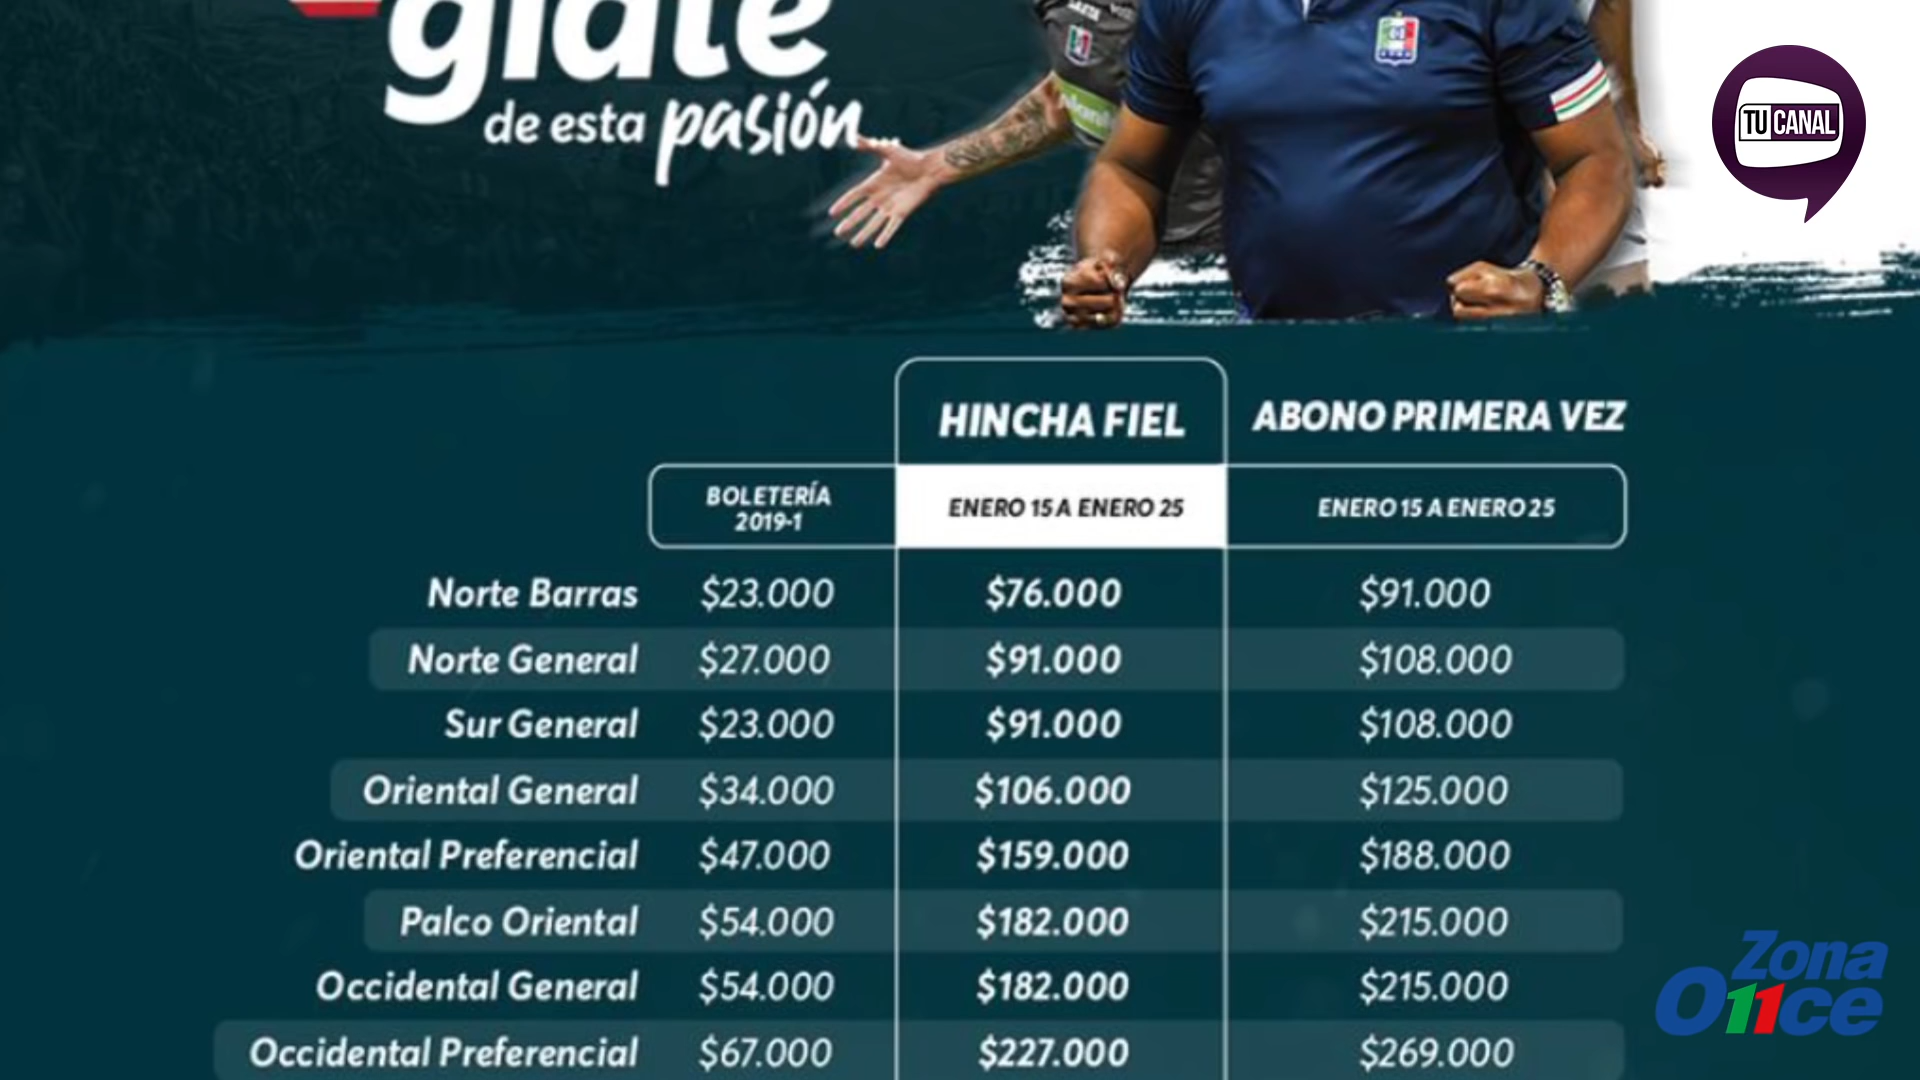 giate
de esta pasión...
TU CANAL
HINCHA FIEL
ABONO PRIMERA VEZ
BOLETERÍA
2019-1
ENERO 15 A ENERO 25
ENERO 15 A ENERO 25
Norte Barras $23.000 $76.000 $91.000
Norte General $27.000 $91.000 $108.000
Sur General $23.000 $91.000 $108.000
Oriental General $34.000 $106.000 $125.000
Oriental Preferencial $47.000 $159.000 $188.000
Palco Oriental $54.000 $182.000 $215.000
Occidental General $54.000 $182.000 $215.000
Occidental Preferencial $67.000 $227.000 $269.000
Zona
O11ce